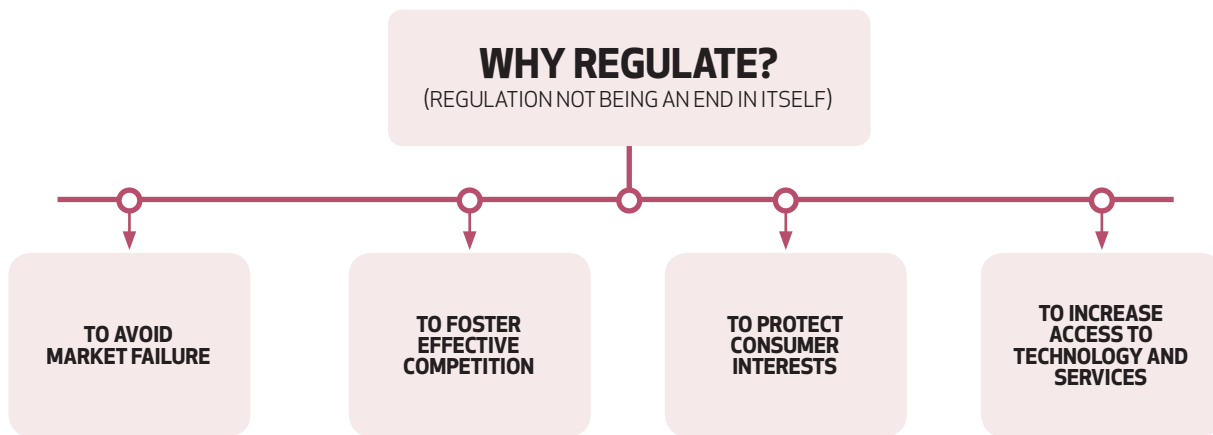 WHY REGULATE?
(REGULATION NOT BEING AN END IN ITSELF)
TO AVOID
MARKET FAILURE
TO FOSTER
EFFECTIVE
COMPETITION
TO PROTECT
CONSUMER
INTERESTS
TO INCREASE
ACCESS TO
TECHNOLOGY AND
SERVICES